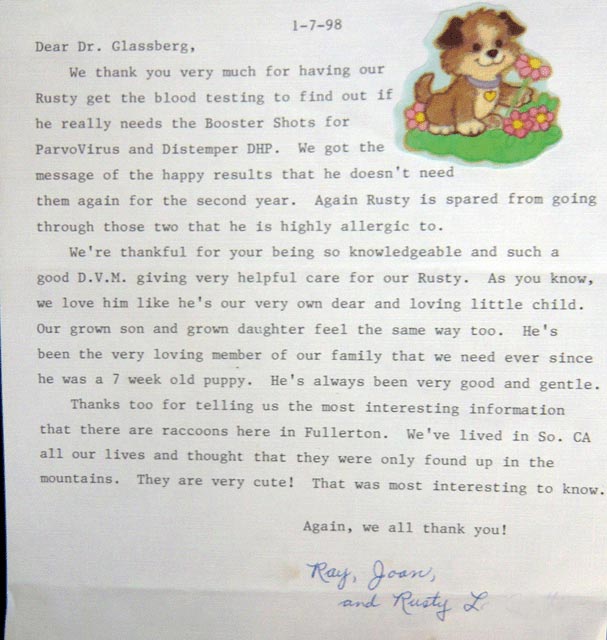 1-7-98
Dear Dr. Glassberg,
We thank you very much for having our
Rusty get the blood testing to find out if
he really needs the Booster Shots for
ParvoVirus and Distemper DHP. We got the
message of the happy results that he doesn't need
them again for the second year. Again Rusty is spared from going
through those two that he is highly allergic to.
We're thankful for your being so knowledgeable and such a
good D.V.M. giving very helpful care for our Rusty. As you know,
we love him like he's our very own dear and loving little child.
Our grown son and grown daughter feel the same way too. He's
been the very loving member of our family that we need ever since
he was a 7 week old puppy. He's always been very good and gentle.
Thanks too for telling us the most interesting information
that there are raccoons here in Fullerton. We've lived in So. CA
all our lives and thought that they were only found up in the
mountains. They are very cute! That was most interesting to know.
Again, we all thank you!
Ray, Joan,
and Rusty L